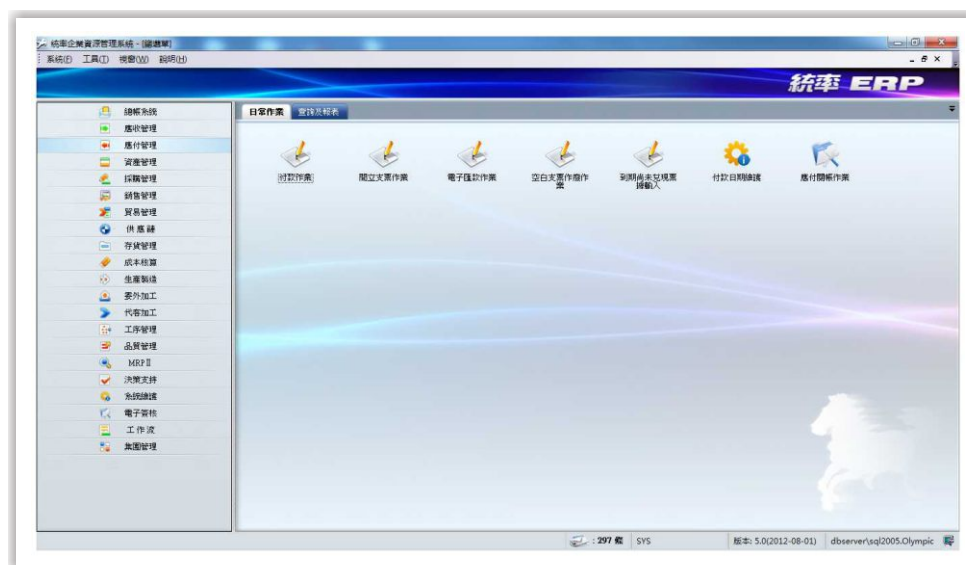 統率企業資源管理系統 - [總選單]
系統(F) 工具(T) 視窗(W) 說明(H)
統率 ERP
日常作業 查詢及報表
總帳系統
應收管理
應付管理
資產管理
採購管理
銷售管理
貿易管理
供應鏈
存貨管理
成本核算
生產製造
委外加工
代客加工
工序管理
品質管理
MRPⅡ
決策支持
系統維護
電子簽核
工作流
集團管理
付款作業
開立支票作業
電子匯款作業
空白支票作廢作
業
到期尚未兌現票
據輸入
付款日期維護
應付關帳作業
: 297 
SYS
版本: 5.0(2012-08-01)
dbserver\sql2005.Olympic